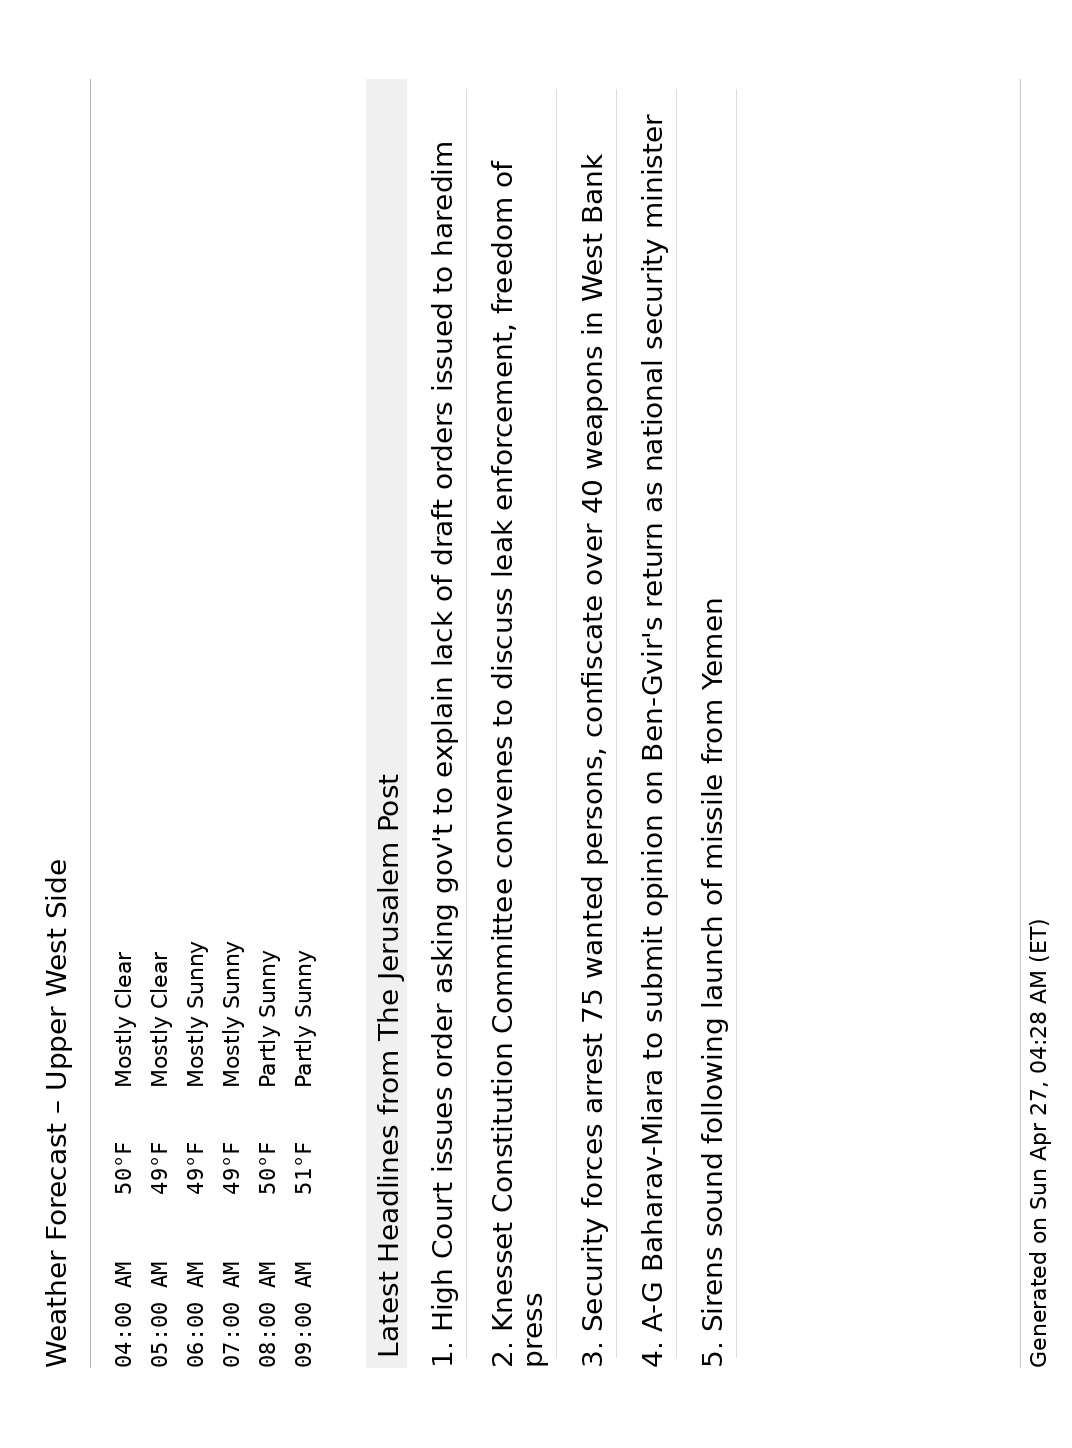 Weather Forecast – Upper West Side
04:00 AM 50°F Mostly Clear
05:00 AM 49°F Mostly Clear
06:00 AM 49°F Mostly Sunny
07:00 AM 49°F Mostly Sunny
08:00 AM 50°F Partly Sunny
09:00 AM 51°F Partly Sunny
Latest Headlines from The Jerusalem Post
1. High Court issues order asking gov't to explain lack of draft orders issued to haredim
2. Knesset Constitution Committee convenes to discuss leak enforcement, freedom of
press
3. Security forces arrest 75 wanted persons, confiscate over 40 weapons in West Bank
4. A-G Baharav-Miara to submit opinion on Ben-Gvir's return as national security minister
5. Sirens sound following launch of missile from Yemen
Generated on Sun Apr 27, 04:28 AM (ET)